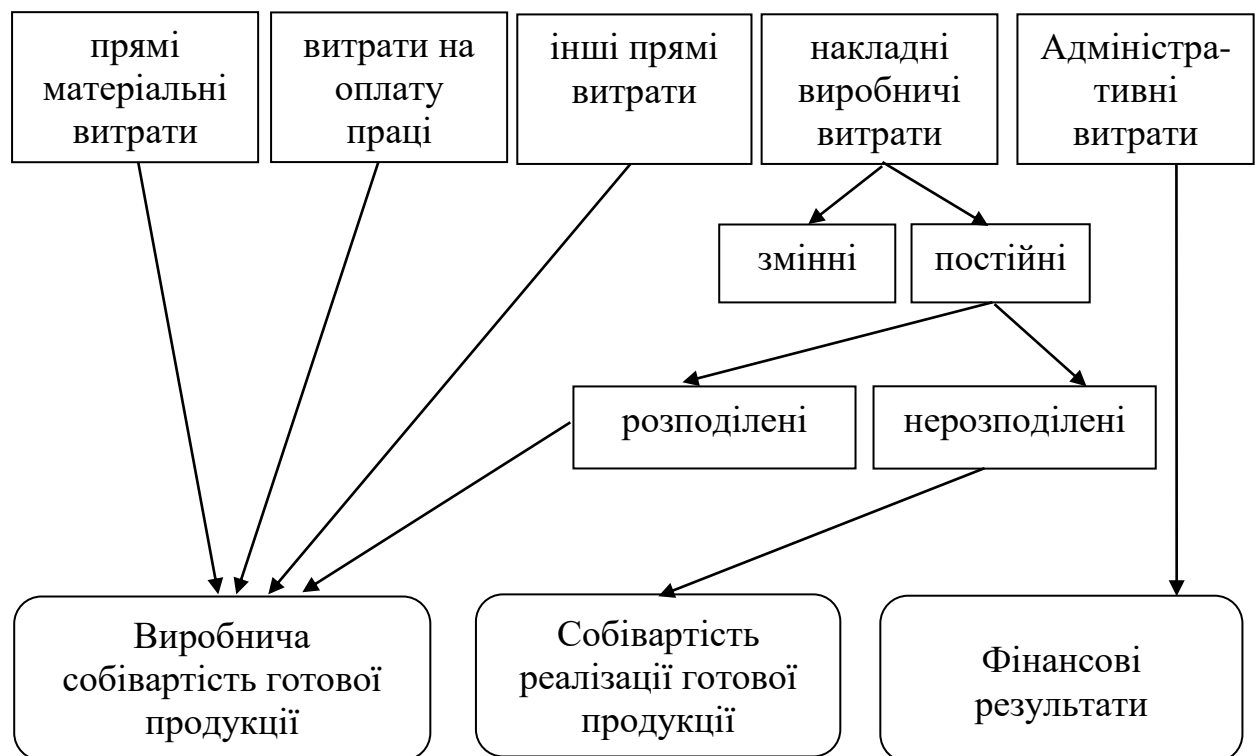 прямі
матеріальні
витрати
витрати на
оплату
праці
інші прямі
витрати
накладні
виробничі
витрати
Адміністра-
тивні
витрати
змінні
постійні
розподілені
нерозподілені
Виробнича
собівартість готової
продукції
Собівартість
реалізації готової
продукції
Фінансові
результати